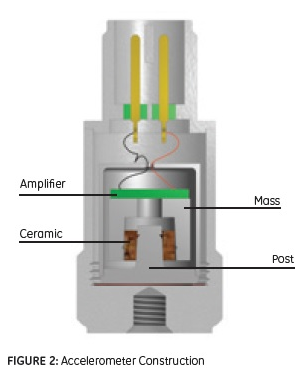 Amplifier
Mass
Ceramic
Post
FIGURE 2: Accelerometer Construction